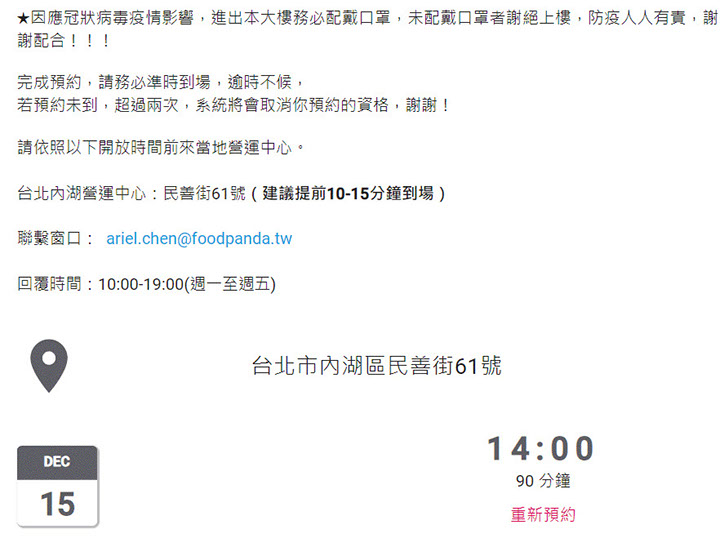 ★因應冠狀病毒疫情影響，進出本大樓務必配戴口罩，未配戴口罩者謝絕上樓，防疫人人有責，謝
謝配合！！！
完成預約，請務必準時到場，逾時不候，
若預約未到，超過兩次，系統將會取消你預約的資格，謝謝！
請依照以下開放時間前來當地營運中心。
台北內湖營運中心：民善街61號（建議提前10-15分鐘到場）
聯繫窗口： ariel.chen@foodpanda.tw
回覆時間：10:00-19:00(週一至週五)
台北市內湖區民善街61號
DEC
15
14:00
90 分鐘
重新預約